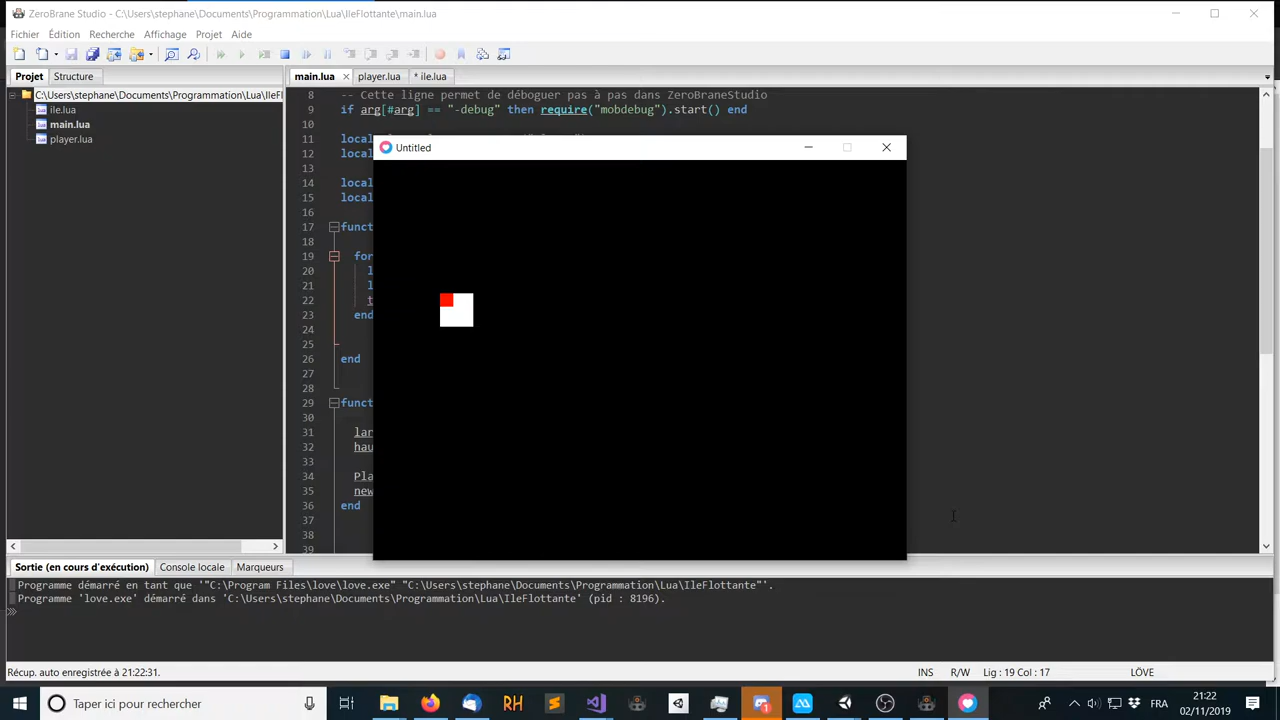 ZeroBrane Studio - C:\Users\stephane\Documents\Programmation\Lua\IleFlottante\main.lua
Fichier Édition Recherche Affichage Projet Aide
Projet Structure
main.lua player.lua * ile.lua
C:\Users\stephane\Documents\Programmation\Lua\IleFl
ile.lua
main.lua
player.lua
8 -- Cette ligne permet de déboguer pas à pas dans ZeroBraneStudio
9 if arg[#arg] == "-debug" then require("mobdebug").start() end
10
11 local
12 local
13
14 local
15 local
16
17 funct
18
19 for
20 l
21 l
22 t
23 end
24
25
26 end
27
28
29 funct
30
31 lar
32 hau
33
34 Pla
35 new
36 end
37
38
39
Untitled
Sortie (en cours d'exécution) Console locale Marqueurs
Programme démarré en tant que '"C:\Program Files\love\love.exe" "C:\Users\stephane\Documents\Programmation\Lua\IleFlottante"'.
Programme 'love.exe' démarré dans 'C:\Users\stephane\Documents\Programmation\Lua\IleFlottante' (pid : 8196).
Récup. auto enregistrée à 21:22:31. INS R/W Lig : 19 Col : 17 LÖVE
Taper ici pour rechercher RH FRA 21:22
02/11/2019